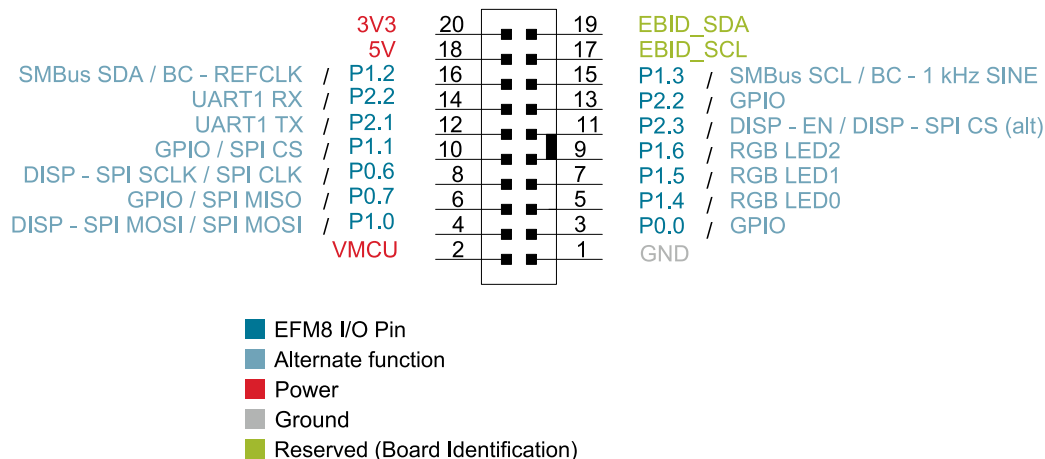 3V3 20 19 EBID_SDA
5V 18 17 EBID_SCL
SMBus SDA / BC - REFCLK / P1.2 16 15 P1.3 / SMBus SCL / BC - 1 kHz SINE
UART1 RX / P2.2 14 13 P2.2 / GPIO
UART1 TX / P2.1 12 11 P2.3 / DISP - EN / DISP - SPI CS (alt)
GPIO / SPI CS / P1.1 10 9 P1.6 / RGB LED2
DISP - SPI SCLK / SPI CLK / P0.6 8 7 P1.5 / RGB LED1
GPIO / SPI MISO / P0.7 6 5 P1.4 / RGB LED0
DISP - SPI MOSI / SPI MOSI / P1.0 4 3 P0.0 / GPIO
VMCU 2 1 GND
EFM8 I/O Pin
Alternate function
Power
Ground
Reserved (Board Identification)